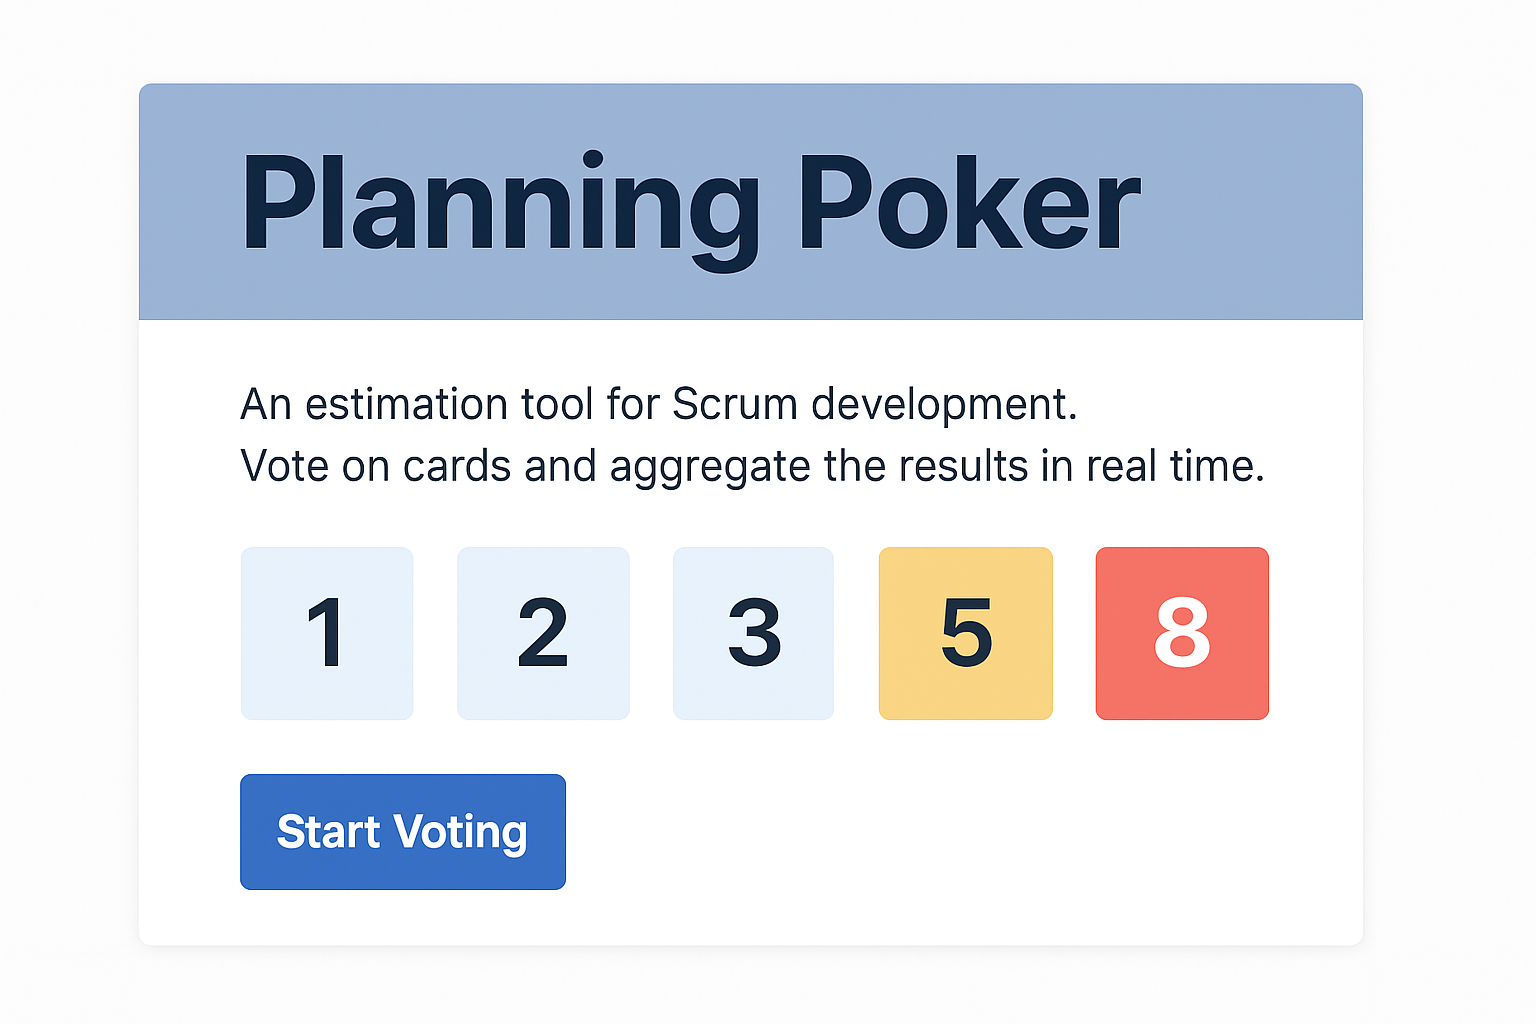 Planning Poker
An estimation tool for Scrum development.
Vote on cards and aggregate the results in real time.
1 2 3 5 8
Start Voting